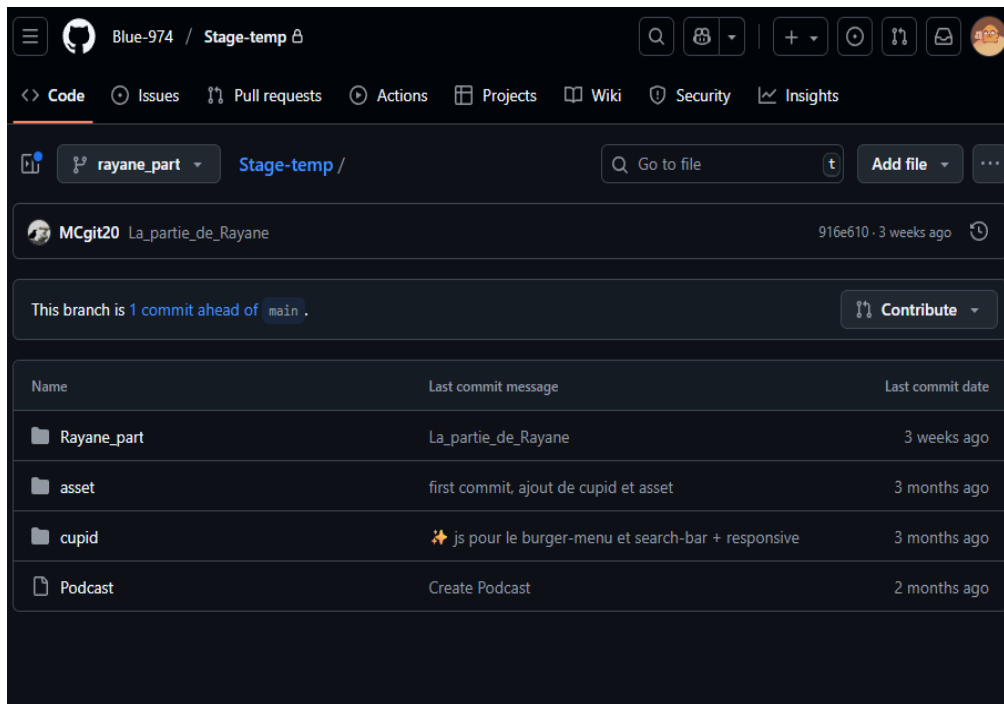 Blue-974 / Stage-temp
Code Issues Pull requests Actions Projects Wiki Security Insights
rayane_part Stage-temp / Go to file t Add file
MCgit20 La_partie_de_Rayane 916e610 · 3 weeks ago
This branch is 1 commit ahead of main . Contribute
Name Last commit message Last commit date
Rayane_part La_partie_de_Rayane 3 weeks ago
asset first commit, ajout de cupid et asset 3 months ago
cupid ✨ js pour le burger-menu et search-bar + responsive 3 months ago
Podcast Create Podcast 2 months ago